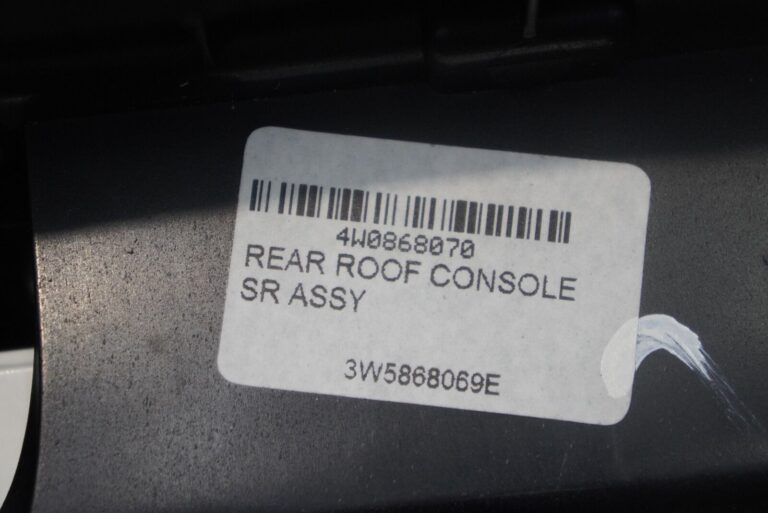 4W0868070
REAR ROOF CONSOLE
SR ASSY
3W5868069E